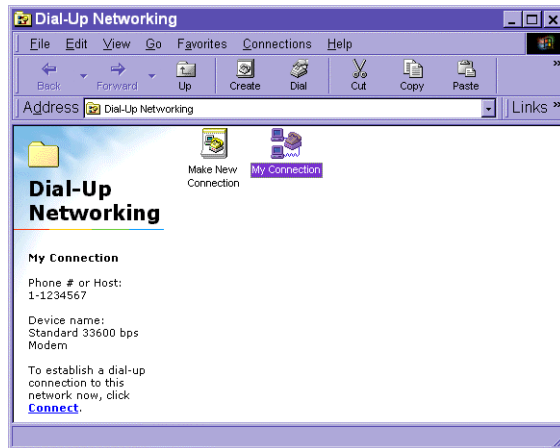 Dial-Up Networking
File Edit View Go Favorites Connections Help
Back Forward Up Create Dial Cut Copy Paste »
Address Dial-Up Networking Links »
Dial-Up
Networking
My Connection
Phone # or Host:
1-1234567
Device name:
Standard 33600 bps
Modem
To establish a dial-up
connection to this
network now, click
Connect.
Make New
Connection
My Connection